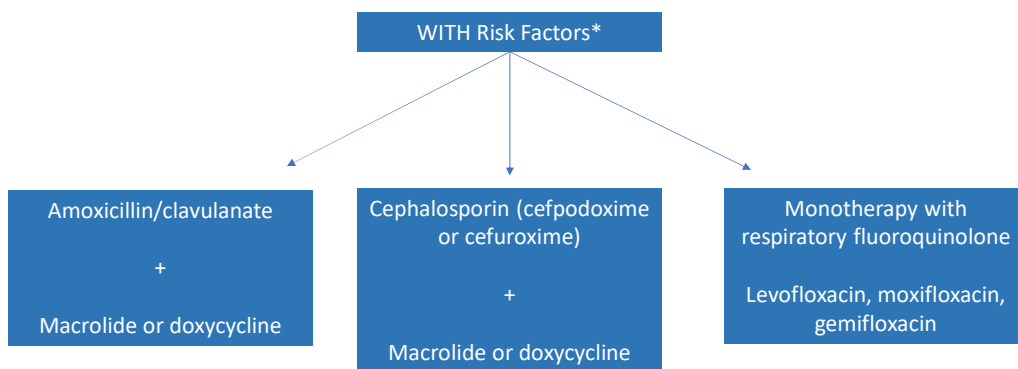 WITH Risk Factors*
Amoxicillin/clavulanate
+
Macrolide or doxycycline
Cephalosporin (cefpodoxime
or cefuroxime)
+
Macrolide or doxycycline
Monotherapy with
respiratory fluoroquinolone
Levofloxacin, moxifloxacin,
gemifloxacin